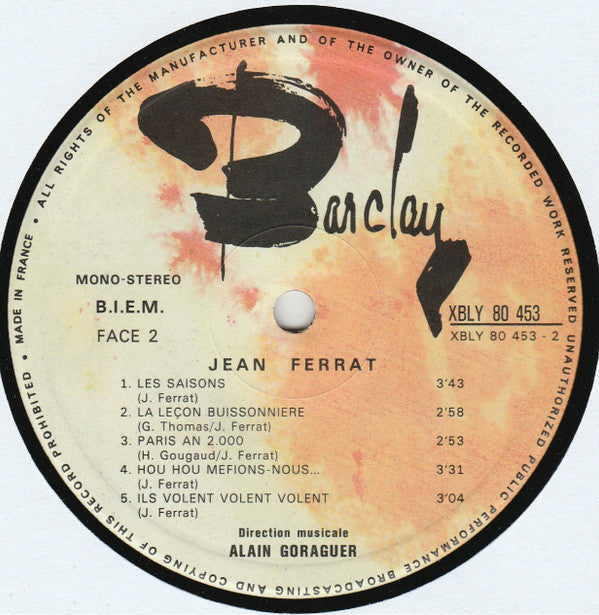 ALL RIGHTS OF THE MANUFACTURER AND OF THE OWNER OF THE RECORDED WORK RESERVED UNAUTHORIZED PUBLIC PERFORMANCE BROADCASTING AND COPYING OF THIS RECORD PROHIBITED • MADE IN FRANCE •
Barclay
MONO-STEREO
B.I.E.M.
FACE 2
XBLY 80 453
XBLY 80 453 - 2
JEAN FERRAT
1. LES SAISONS 3'43
(J. Ferrat)
2. LA LEÇON BUISSONNIERE 2'58
(G. Thomas/J. Ferrat)
3. PARIS AN 2.000 2'53
(H. Gougaud/J. Ferrat)
4. HOU HOU MEFIONS-NOUS... 3'31
(J. Ferrat)
5. ILS VOLENT VOLENT VOLENT 3'04
(J. Ferrat)
Direction musicale
ALAIN GORAGUER